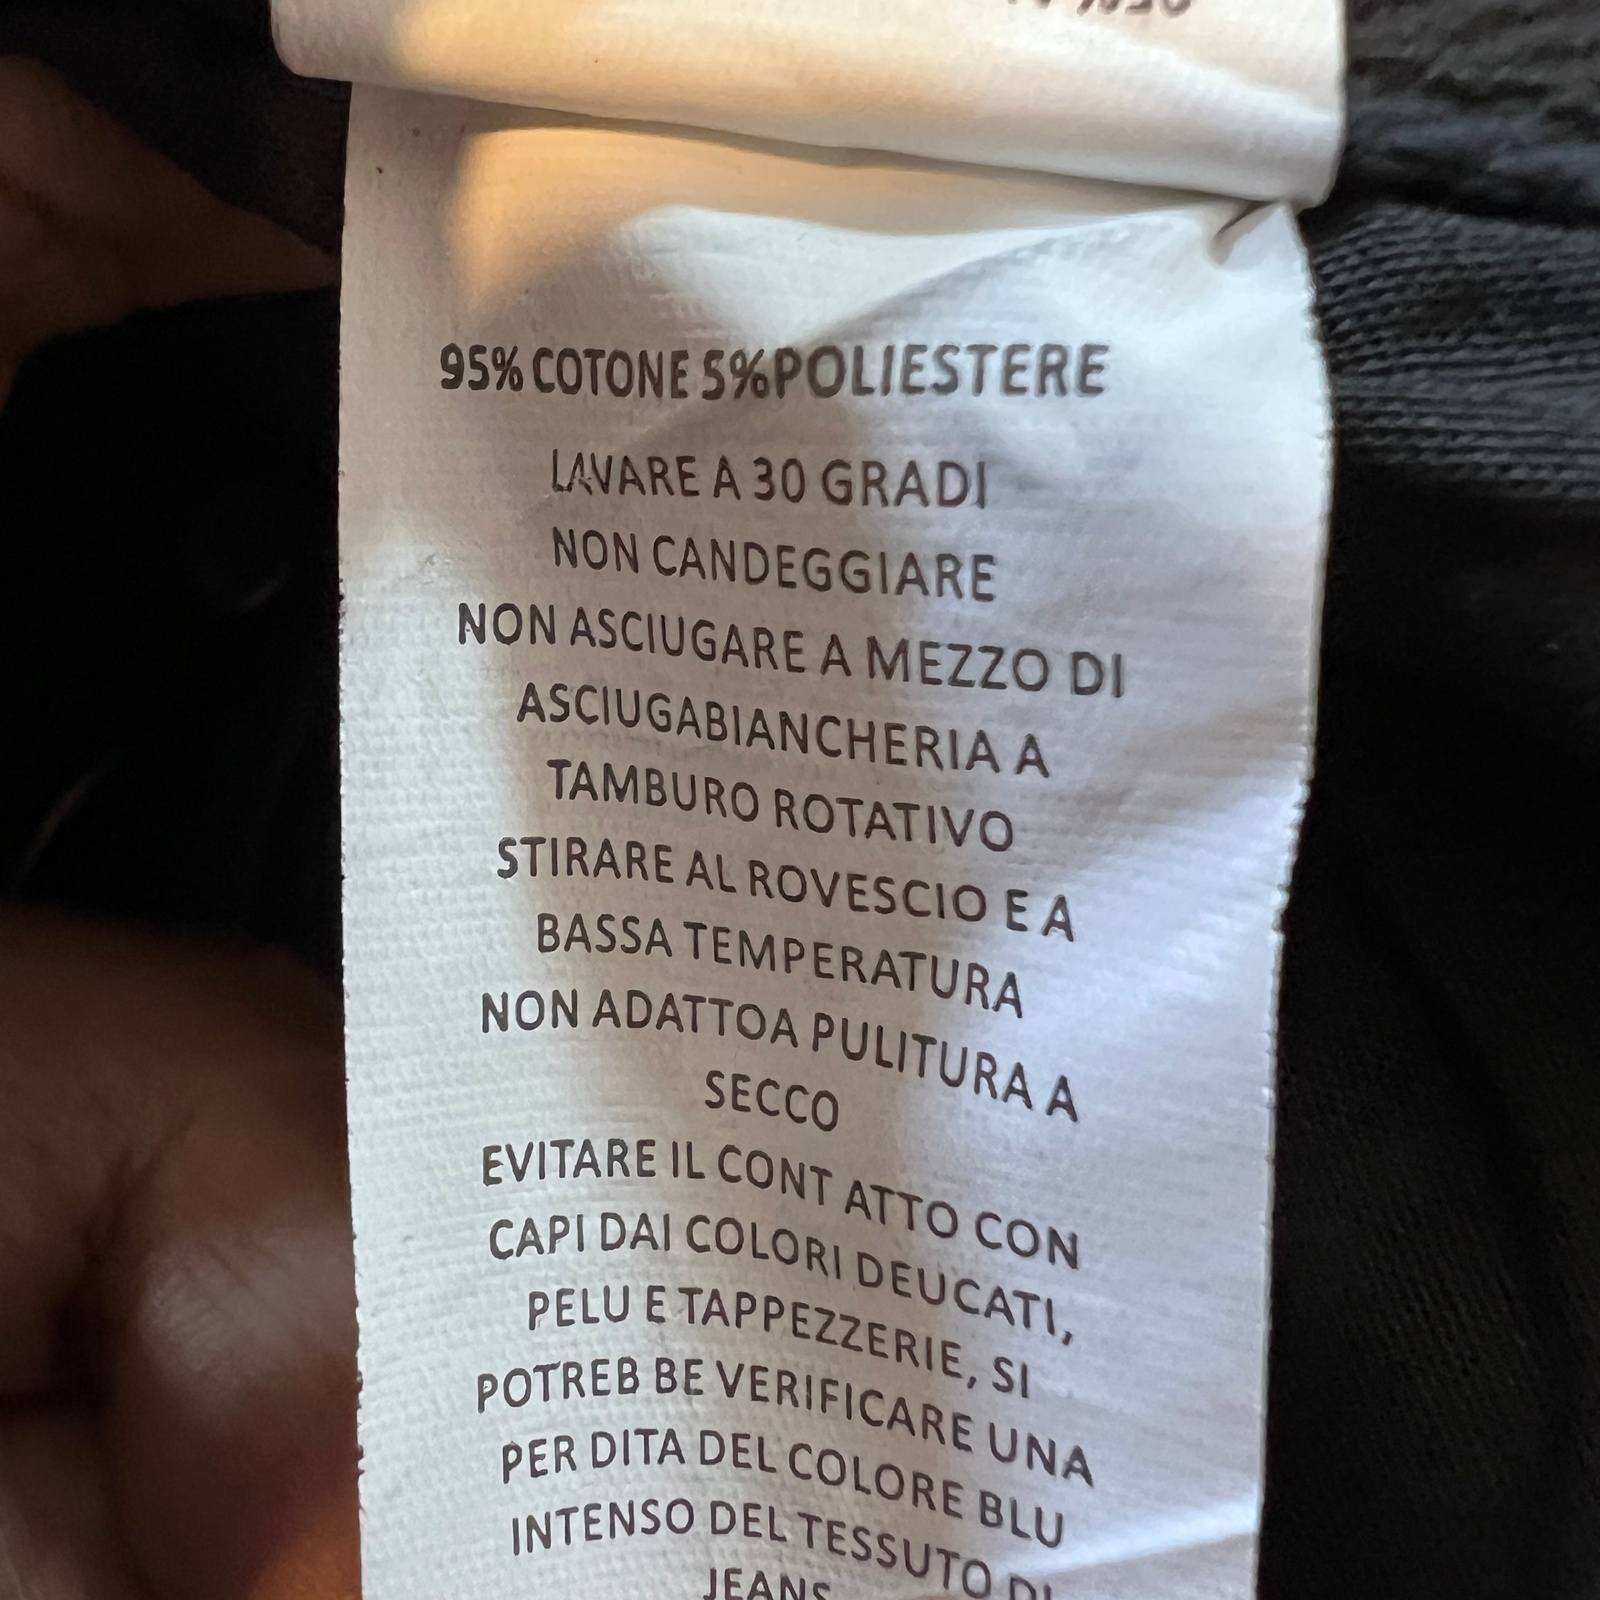 95% COTONE 5%POLIESTERE
LAVARE A 30 GRADI
NON CANDEGGIARE
NON ASCIUGARE A MEZZO DI
ASCIUGABIANCHERIA A
TAMBURO ROTATIVO
STIRARE AL ROVESCIO E A
BASSA TEMPERATURA
NON ADATTOA PULITURA A
SECCO
EVITARE IL CONT ATTO CON
CAPI DAI COLORI DEUCATI,
PELU E TAPPEZZERIE, SI
POTREB BE VERIFICARE UNA
PER DITA DEL COLORE BLU
INTENSO DEL TESSUTO DI
JEANS